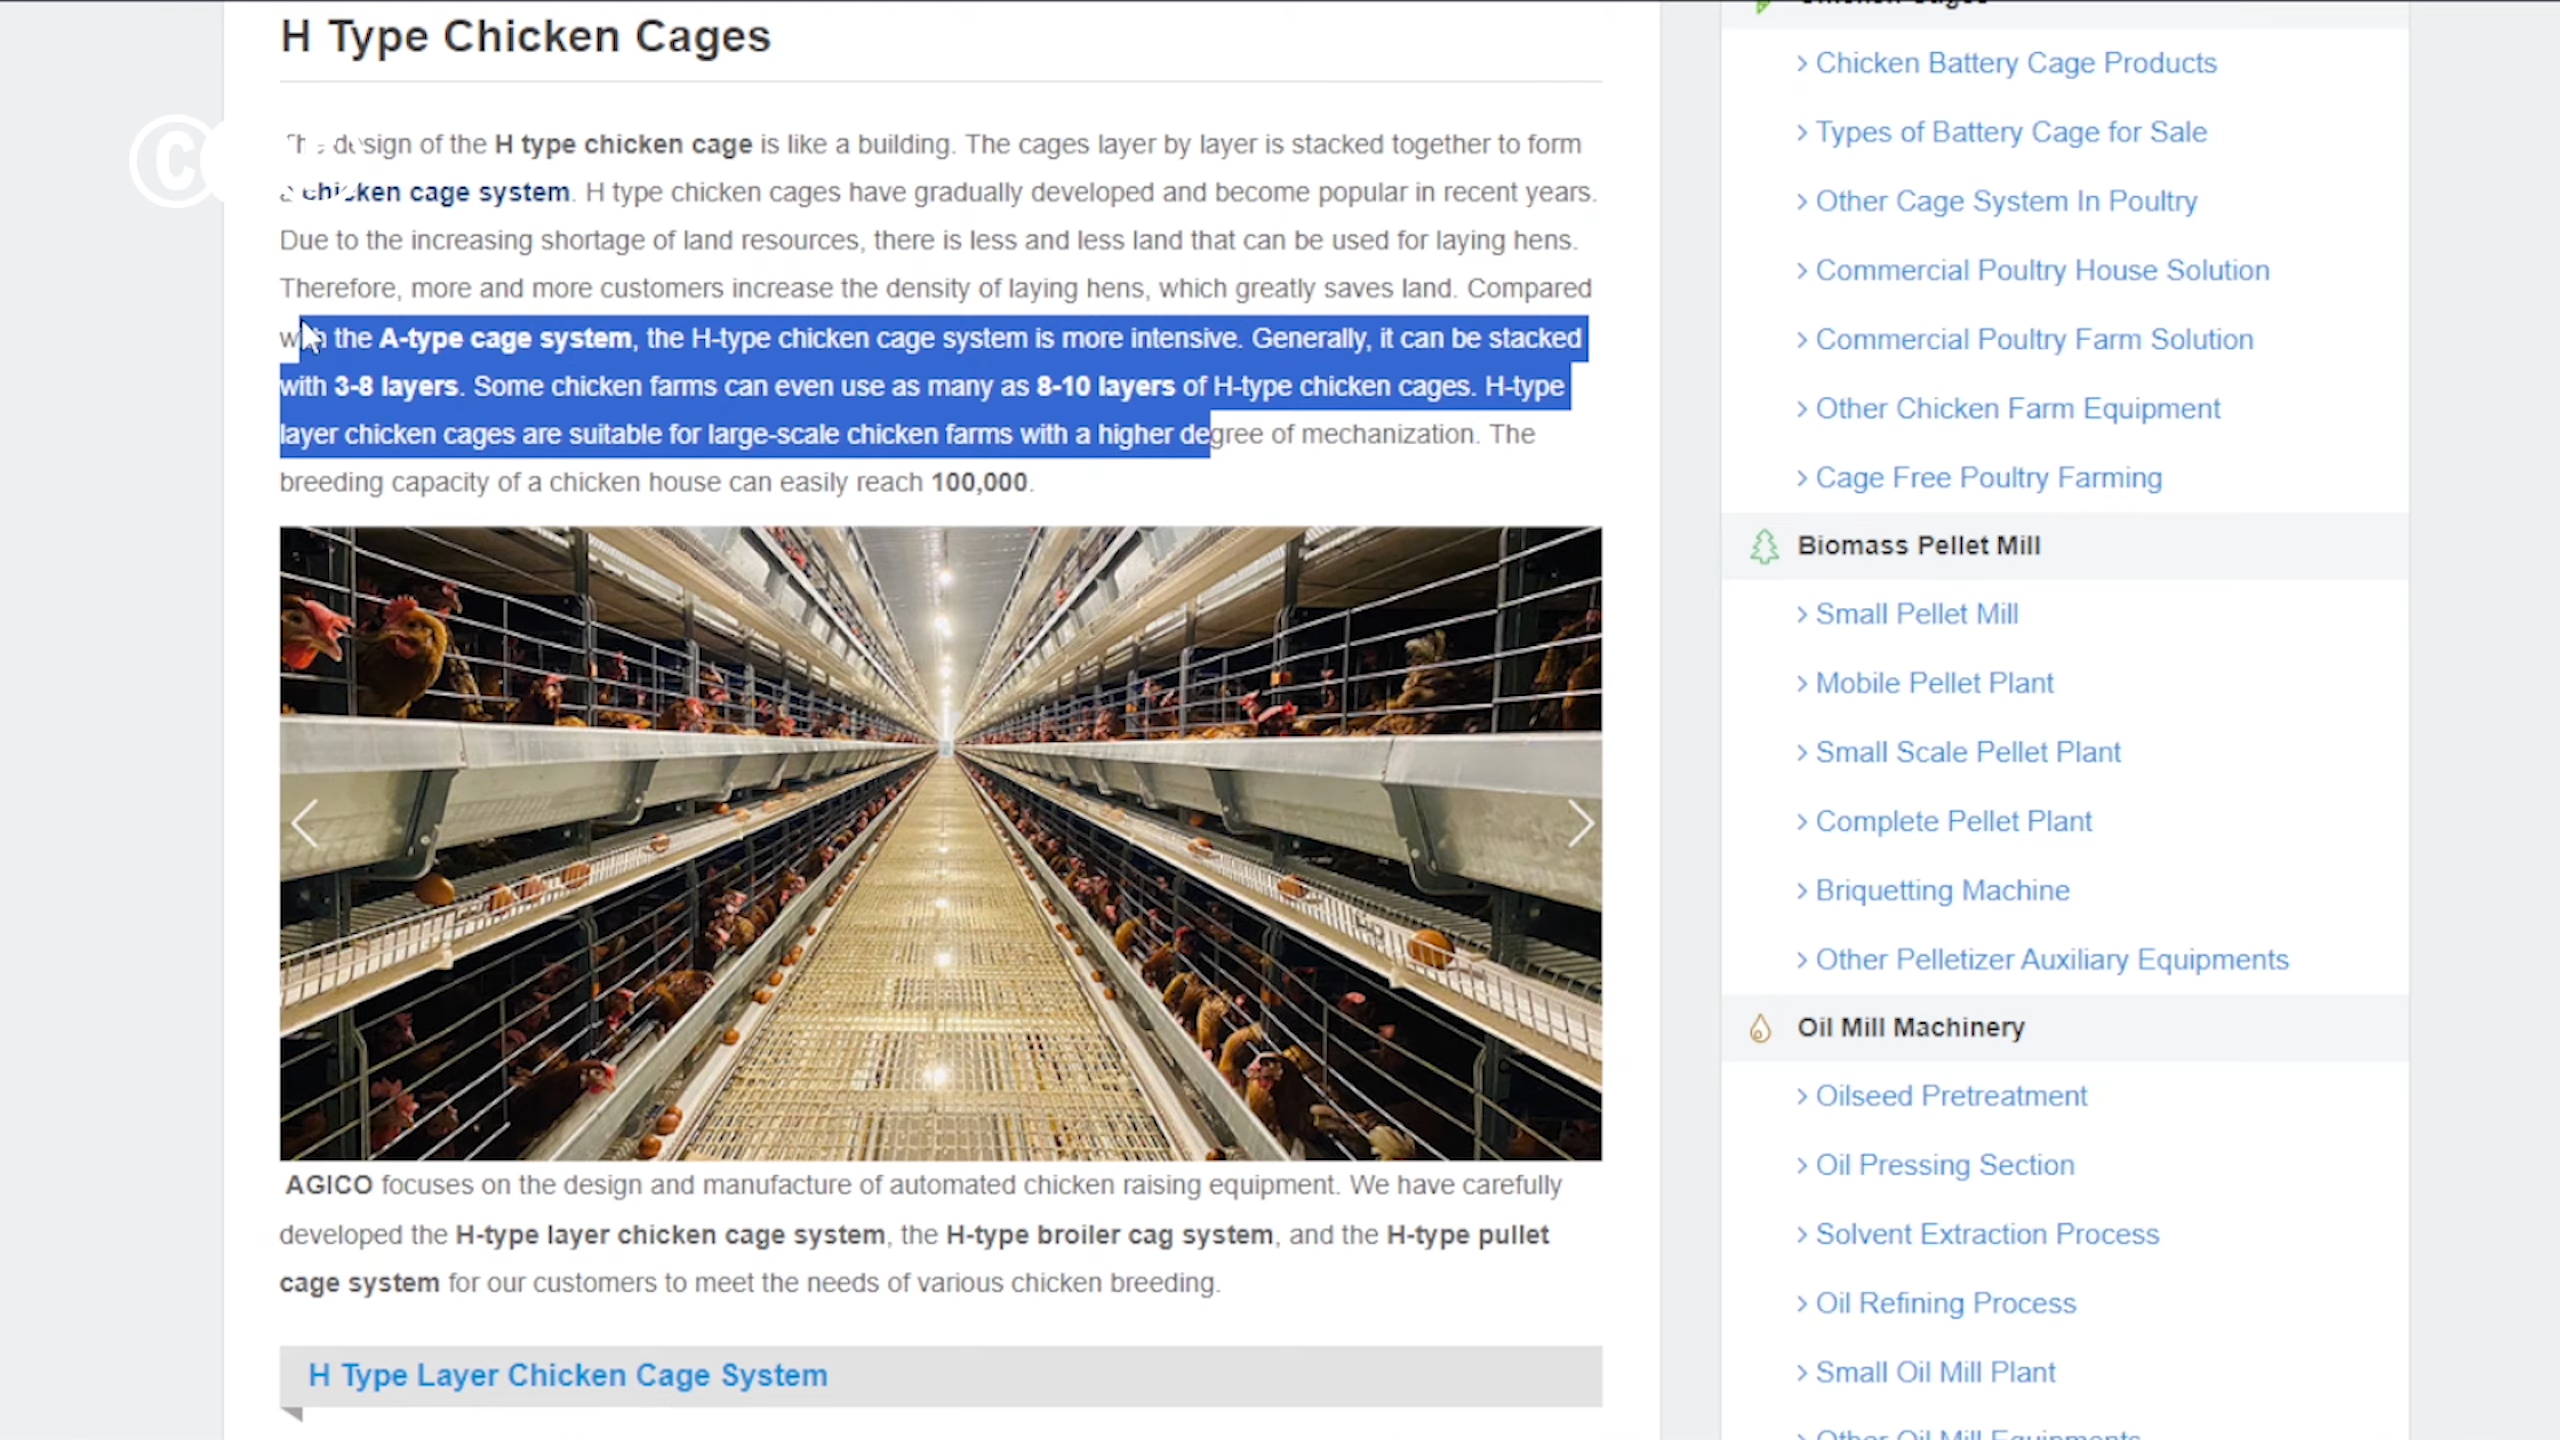 H Type Chicken Cages
design of the H type chicken cage is like a building. The cages layer by layer is stacked together to form
chicken cage system. H type chicken cages have gradually developed and become popular in recent years.
Due to the increasing shortage of land resources, there is less and less land that can be used for laying hens.
Therefore, more and more customers increase the density of laying hens, which greatly saves land. Compared
with the A-type cage system, the H-type chicken cage system is more intensive. Generally, it can be stacked
with 3-8 layers. Some chicken farms can even use as many as 8-10 layers of H-type chicken cages. H-type
layer chicken cages are suitable for large-scale chicken farms with a higher degree of mechanization. The
breeding capacity of a chicken house can easily reach 100,000.
AGICO focuses on the design and manufacture of automated chicken raising equipment. We have carefully
developed the H-type layer chicken cage system, the H-type broiler cag system, and the H-type pullet
cage system for our customers to meet the needs of various chicken breeding.
H Type Layer Chicken Cage System
Chicken Battery Cage Products
Types of Battery Cage for Sale
Other Cage System In Poultry
Commercial Poultry House Solution
Commercial Poultry Farm Solution
Other Chicken Farm Equipment
Cage Free Poultry Farming
Biomass Pellet Mill
Small Pellet Mill
Mobile Pellet Plant
Small Scale Pellet Plant
Complete Pellet Plant
Briquetting Machine
Other Pelletizer Auxiliary Equipments
Oil Mill Machinery
Oilseed Pretreatment
Oil Pressing Section
Solvent Extraction Process
Oil Refining Process
Small Oil Mill Plant
Other Oil Mill Equipments